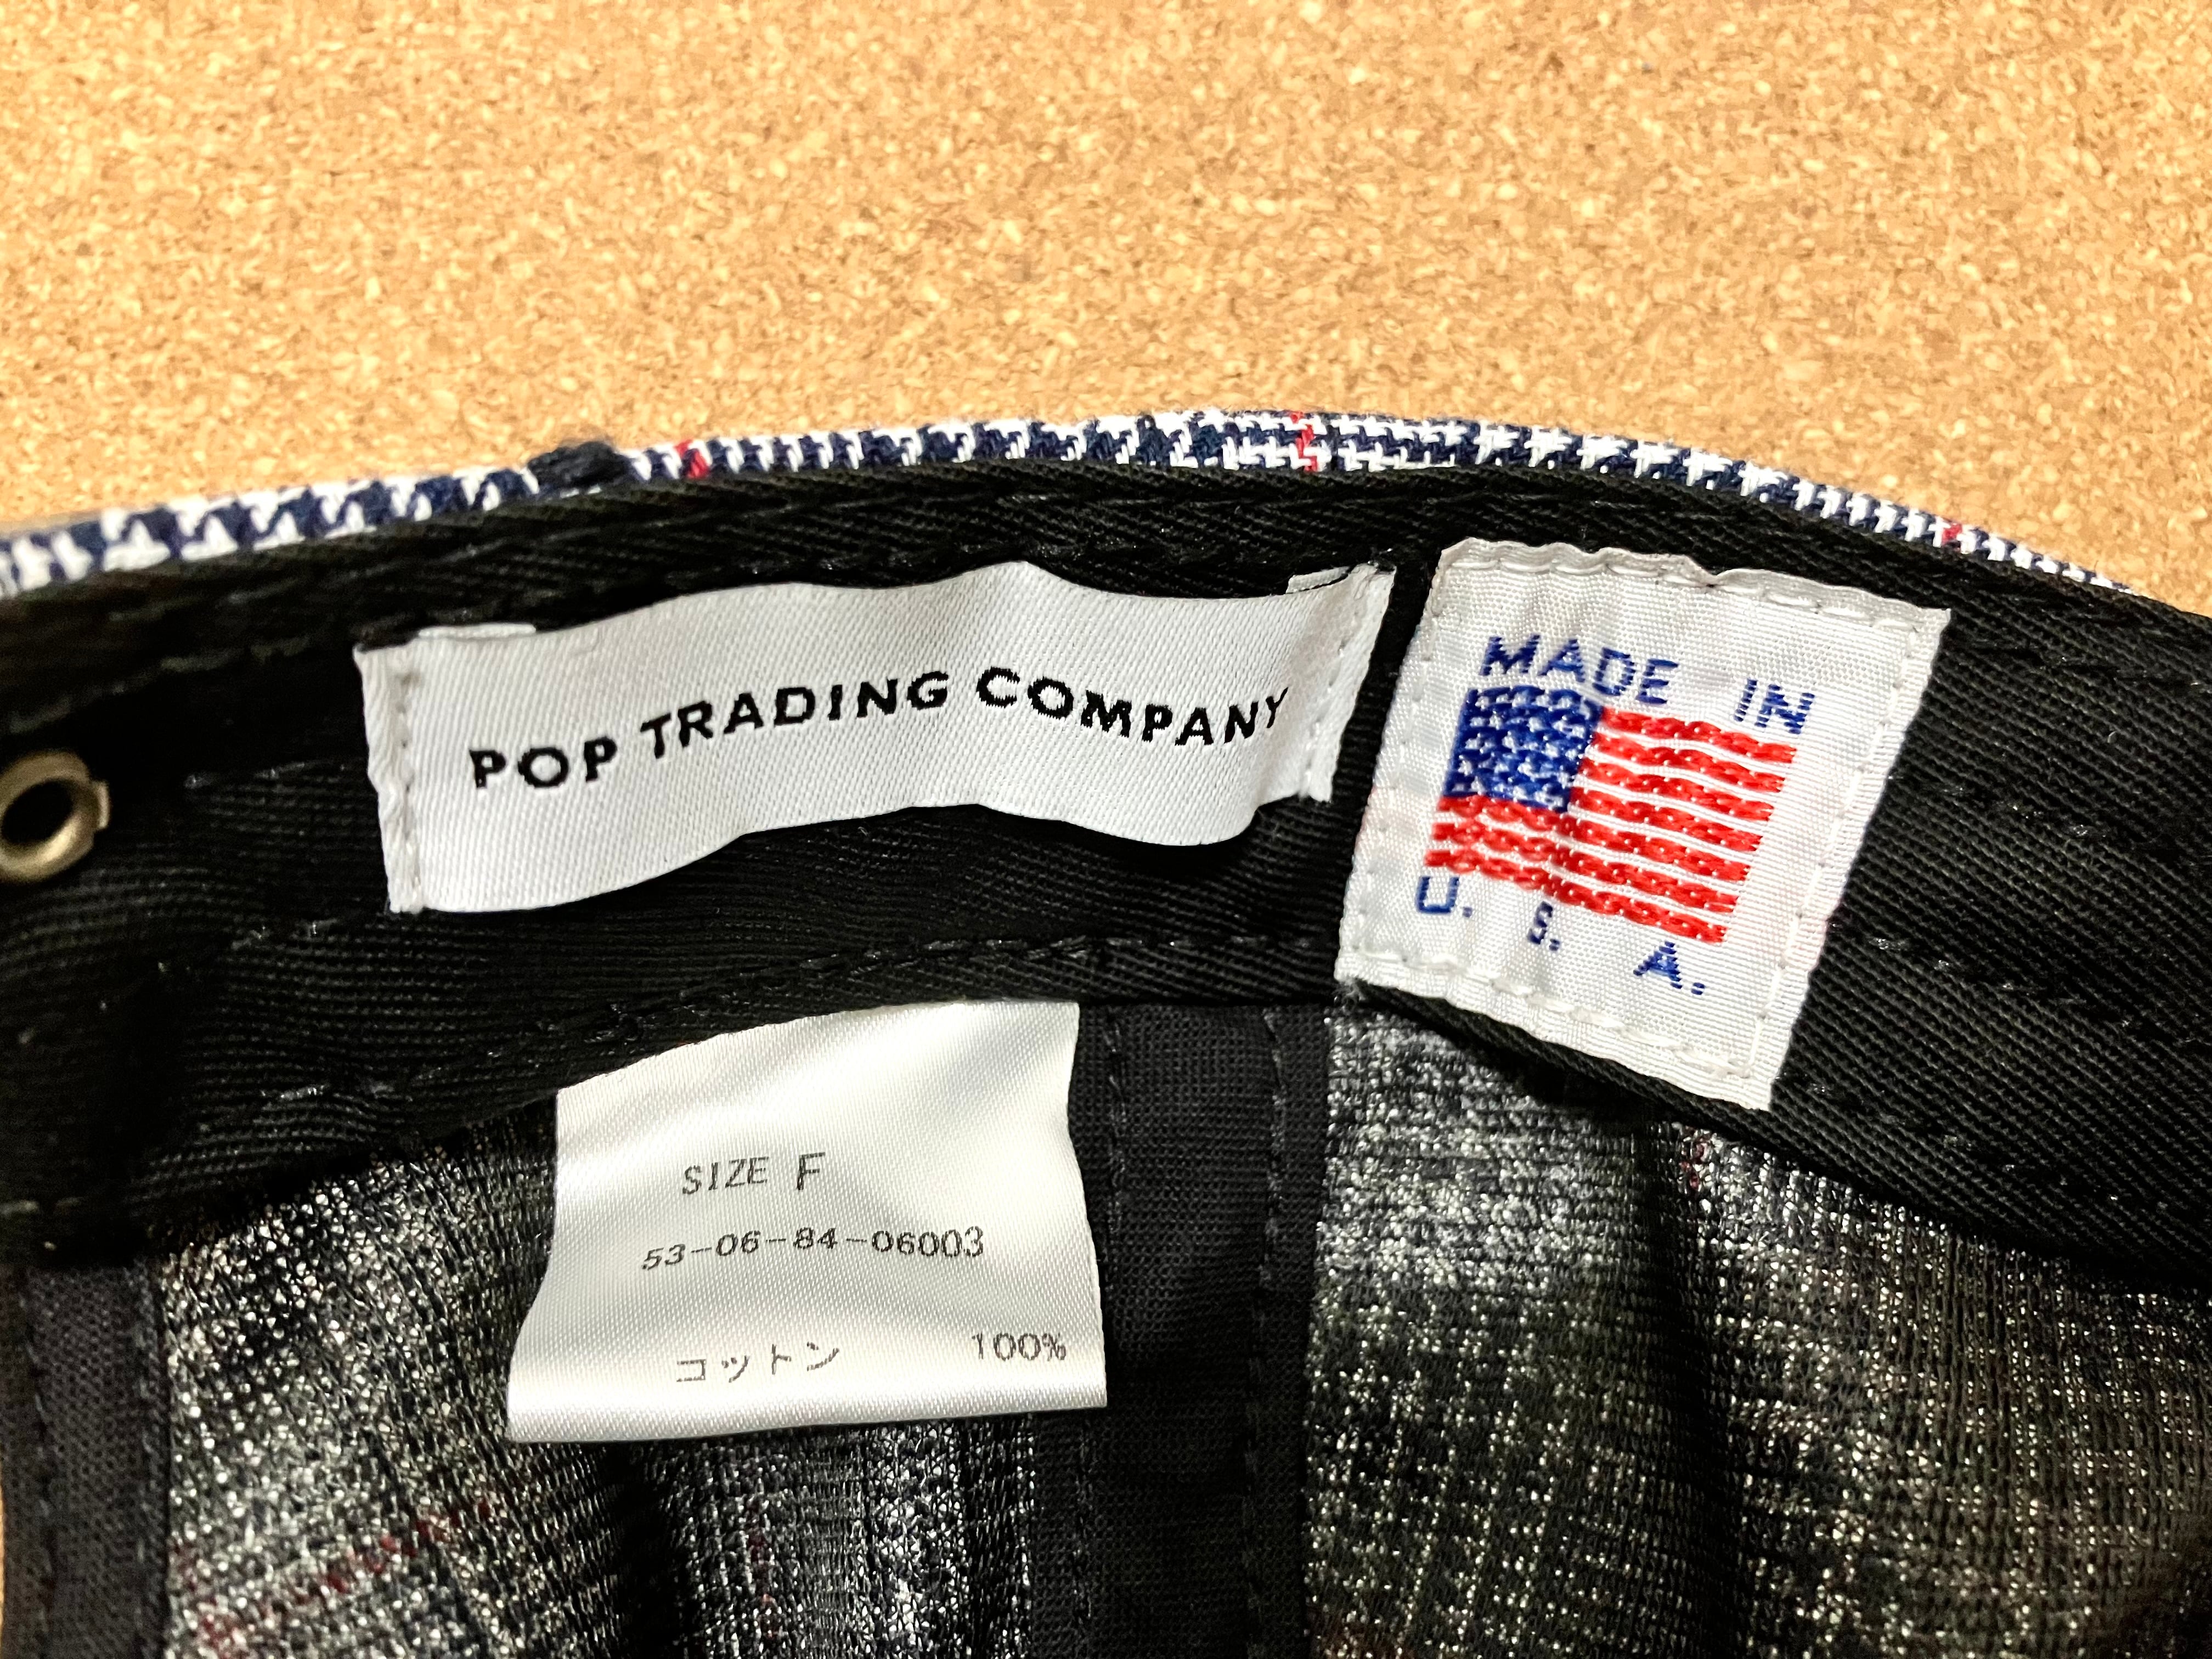 POP TRADING COMPANY
MADE IN
U. S. A.
SIZE F
53-06-84-06003
コットン 100%